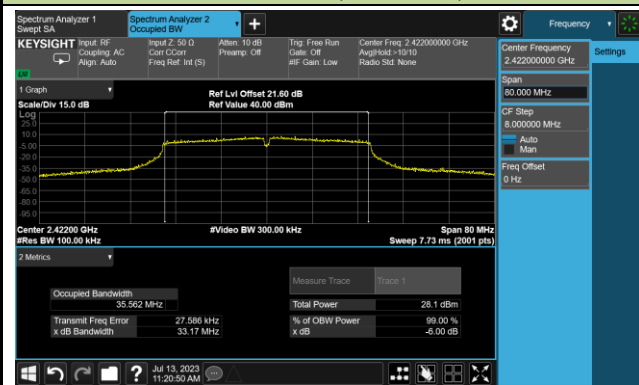 Spectrum Analyzer 1
Swept SA
Spectrum Analyzer 2
Occupied BW
Frequency
KEYSIGHT
Input: RF
Coupling: AC
Align: Auto
Input Z: 50 Ω
Corr CCorr
Freq Ref: Int (S)
Atten: 10 dB
Preamp: Off
Trig: Free Run
Gate: Off
#IF Gain: Low
Center Freq: 2.422000000 GHz
Avg|Hold:>10/10
Radio Std: None
Center Frequency
2.422000000 GHz
Settings
Span
80.000 MHz
CF Step
8.000000 MHz
Auto
Man
Freq Offset
0 Hz
1 Graph
Scale/Div 15.0 dB
Ref Lvl Offset 21.60 dB
Ref Value 40.00 dBm
Log
25.0
10.0
-5.00
-20.0
-35.0
-50.0
-65.0
-80.0
-95.0
Center 2.42200 GHz
#Res BW 100.00 kHz
#Video BW 300.00 kHz
Span 80 MHz
Sweep 7.73 ms (2001 pts)
2 Metrics
Measure Trace
Trace 1
Occupied Bandwidth
35.562 MHz
Total Power
28.1 dBm
Transmit Freq Error
27.586 kHz
% of OBW Power
99.00 %
x dB Bandwidth
33.17 MHz
x dB
-6.00 dB
Jul 13, 2023
11:20:50 AM